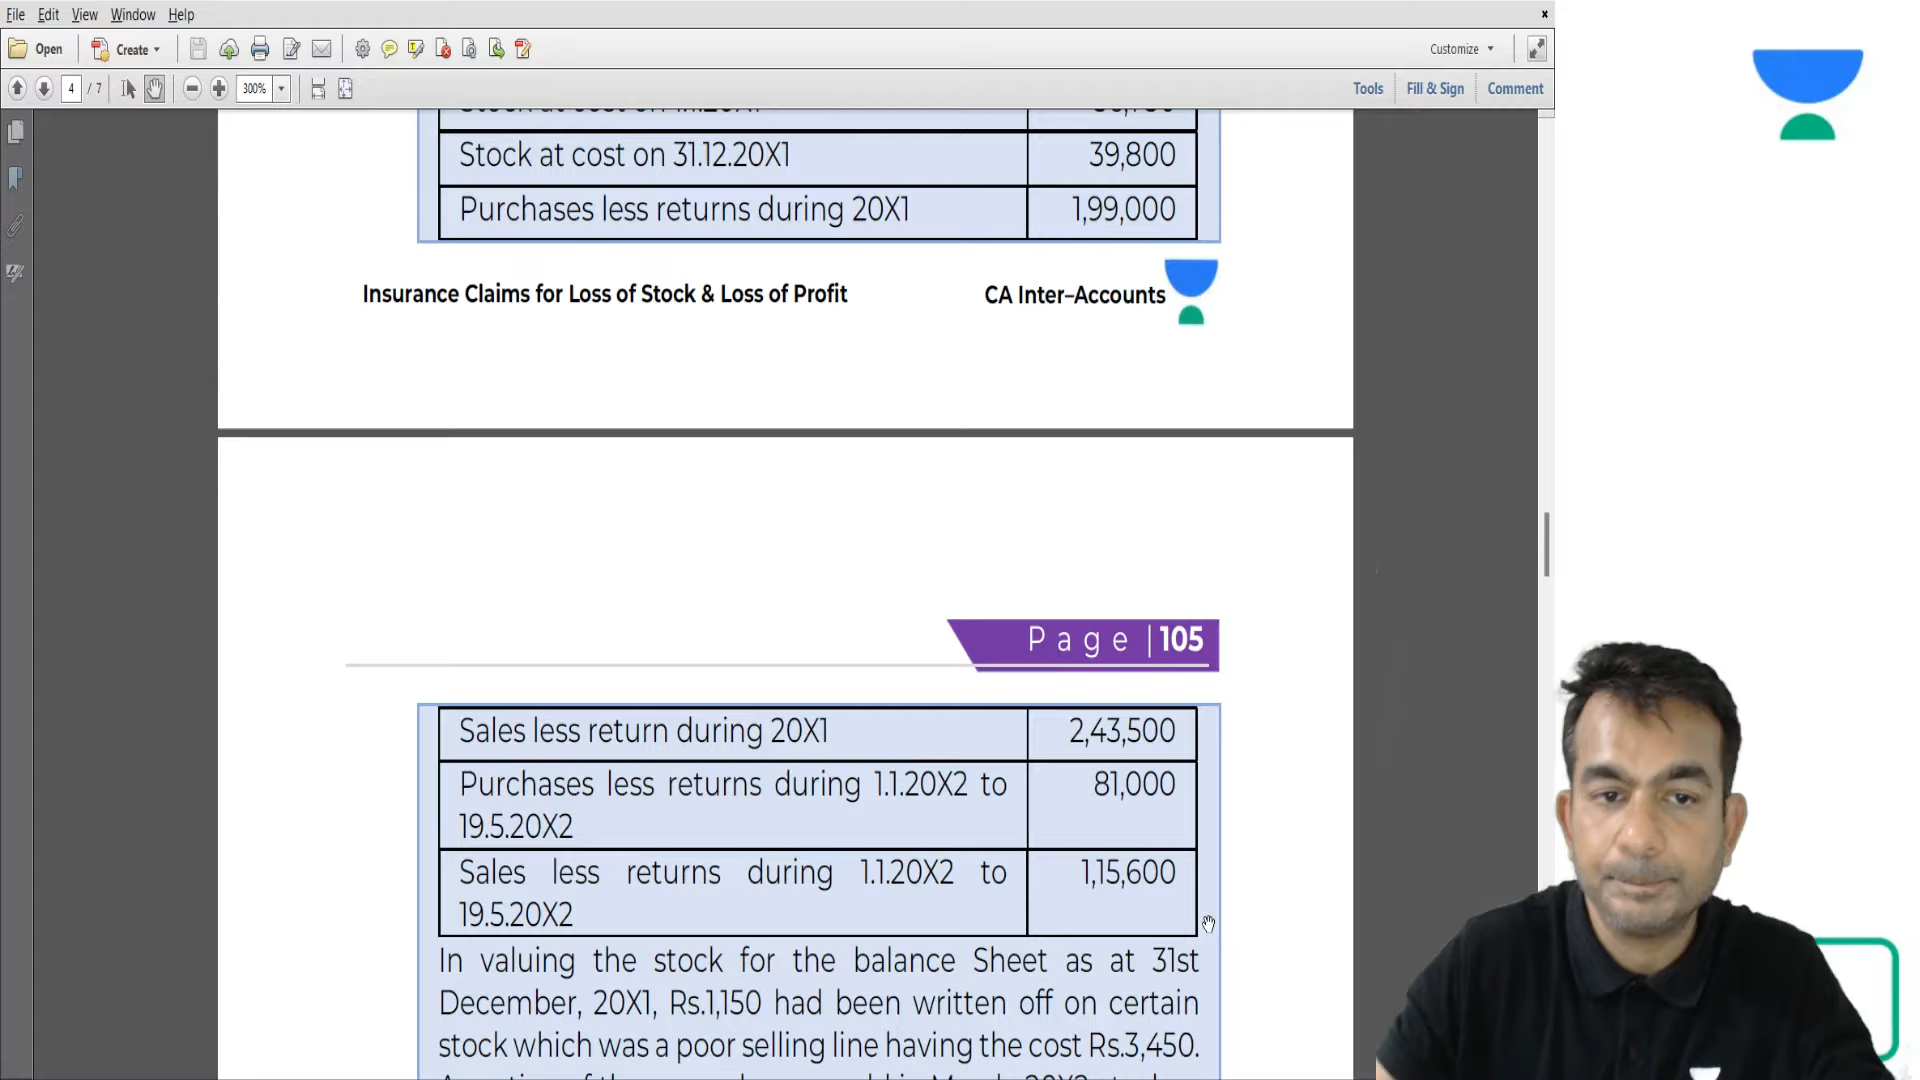 File Edit View Window Help
Open Create Customize
4 / 7 300% Tools Fill & Sign Comment
Stock at cost on 31.12.20X1 39,800
Purchases less returns during 20X1 1,99,000
Insurance Claims for Loss of Stock & Loss of Profit CA Inter–Accounts
Page |105
Sales less return during 20X1 2,43,500
Purchases less returns during 1.1.20X2 to 81,000
19.5.20X2
Sales less returns during 1.1.20X2 to 1,15,600
19.5.20X2
In valuing the stock for the balance Sheet as at 31st
December, 20X1, Rs.1,150 had been written off on certain
stock which was a poor selling line having the cost Rs.3,450.